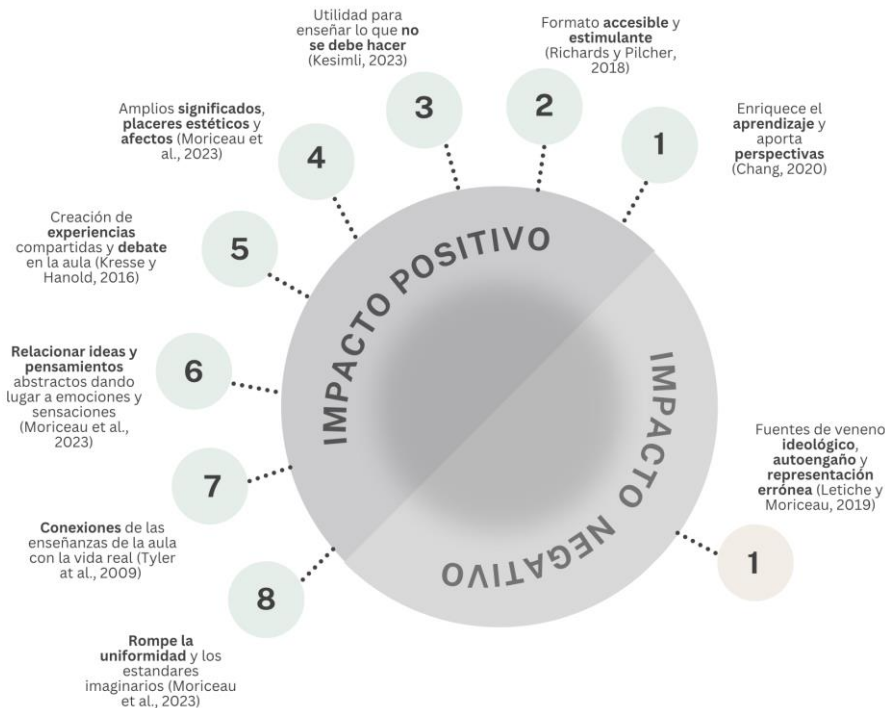 Utilidad para
enseñar lo que no
se debe hacer
(Kesimli, 2023)
3
Formato accesible y
estimulante
(Richards y Pilcher,
2018)
2
Enriquece el
aprendizaje y
aporta
perspectivas
(Chang, 2020)
1
Amplios significados,
placeres estéticos y
afectos (Moriceau et
al., 2023)
4
Creación de
experiencias
compartidas y debate
en la aula (Kresse y
Hanold, 2016)
5
Relacionar ideas y
pensamientos
abstractos dando
lugar a emociones y
sensaciones
(Moriceau et al.,
2023)
6
Conexiones de las
enseñanzas de la aula
con la vida real (Tyler
at al., 2009)
7
Rompe la
uniformidad y los
estandares
imaginarios (Moriceau
et al., 2023)
8
IMPACTO POSITIVO
IMPACTO NEGATIVO
Fuentes de veneno
ideológico,
autoengaño y
representación
errónea (Letiche y
Moriceau, 2019)
1